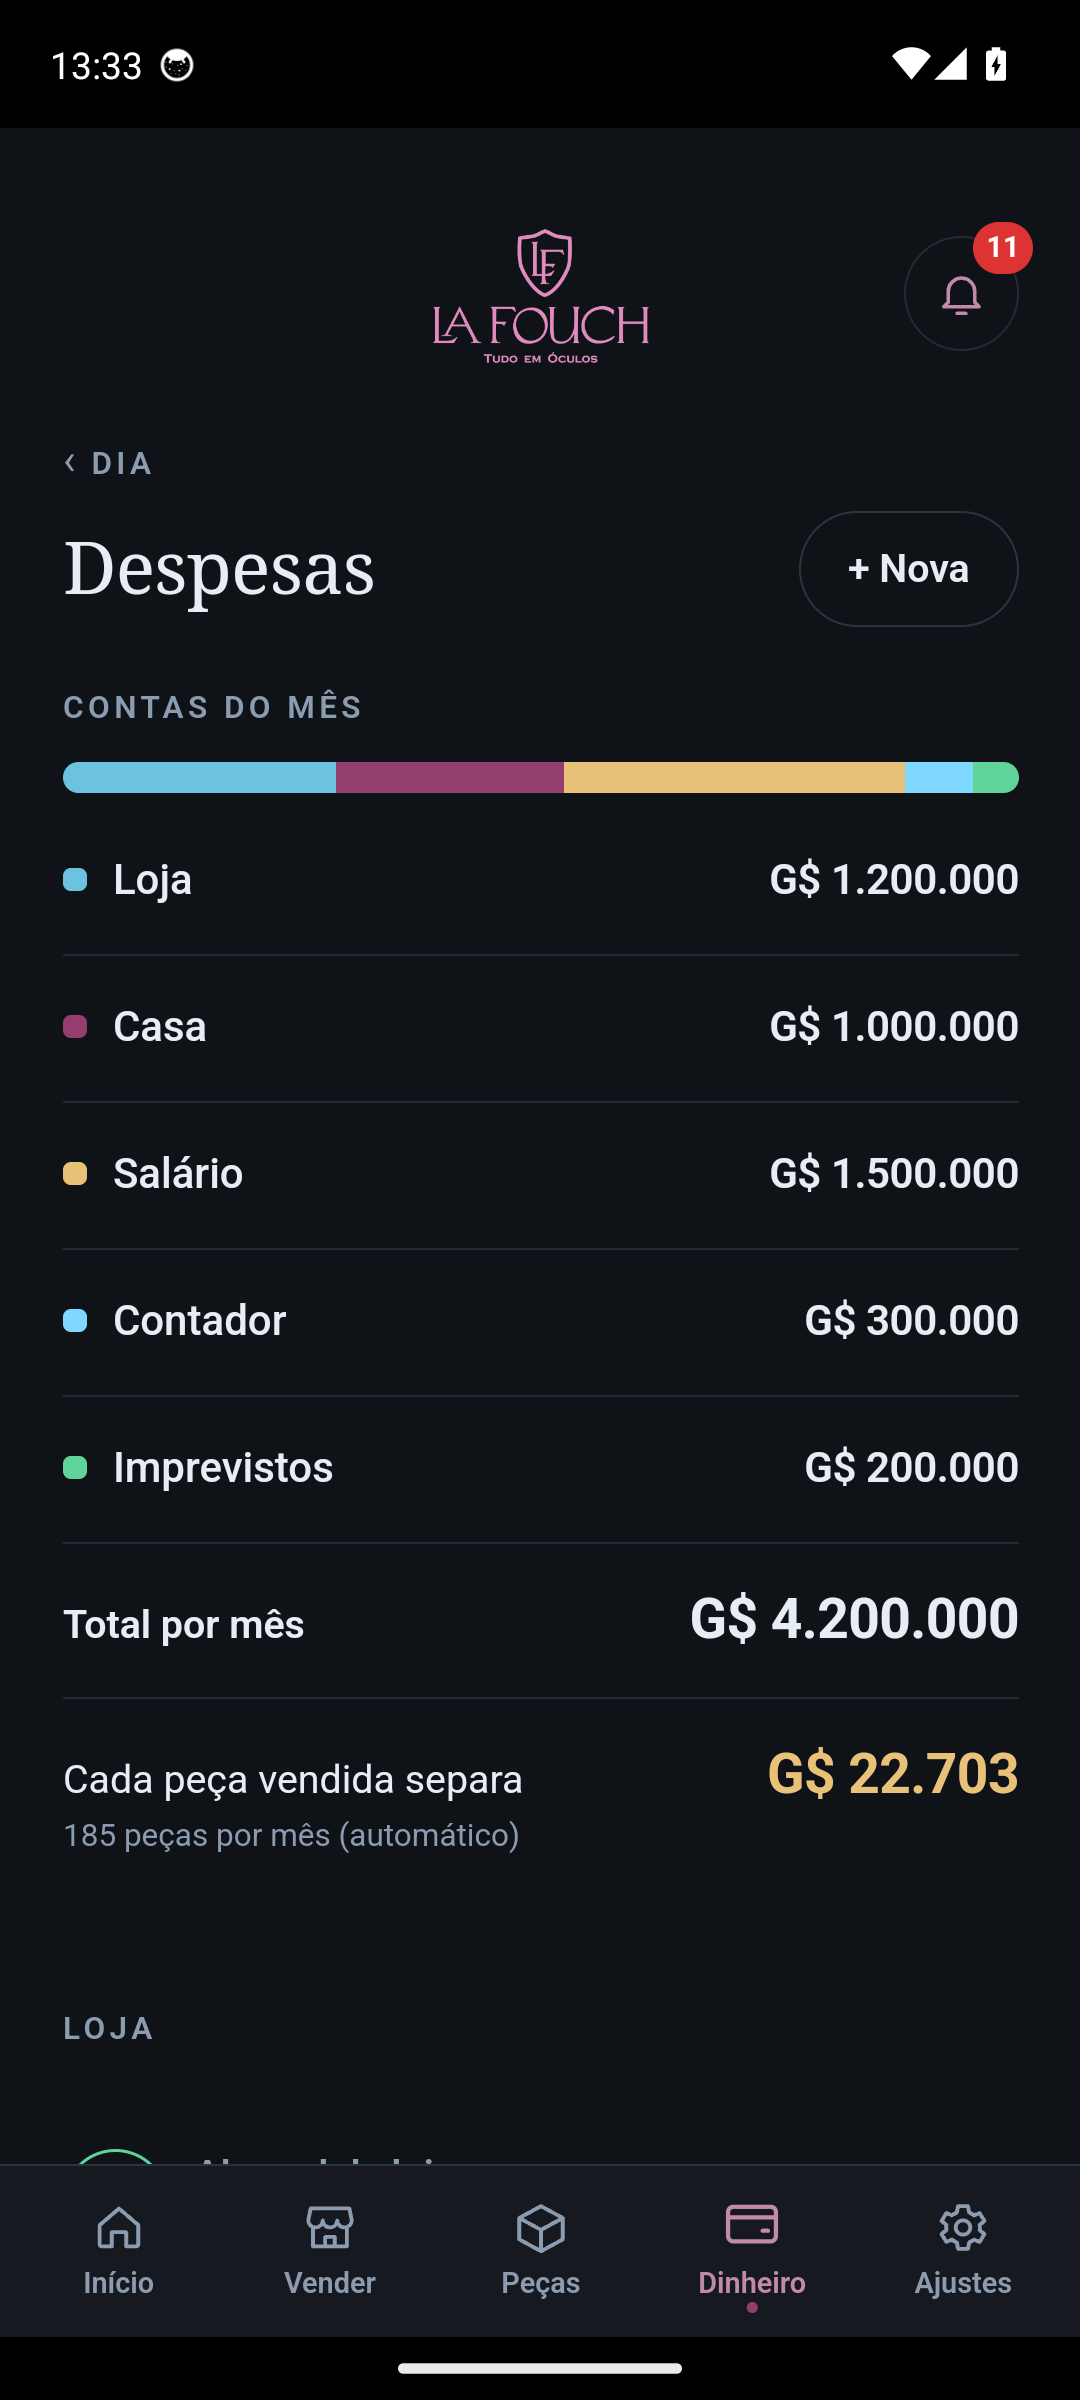 13:33
11
LF
LA FOUCH
TUDO EM ÓCULOS
‹ DIA
Despesas
+ Nova
CONTAS DO MÊS
Loja G$ 1.200.000
Casa G$ 1.000.000
Salário G$ 1.500.000
Contador G$ 300.000
Imprevistos G$ 200.000
Total por mês G$ 4.200.000
Cada peça vendida separa G$ 22.703
185 peças por mês (automático)
LOJA
Início Vender Peças Dinheiro Ajustes